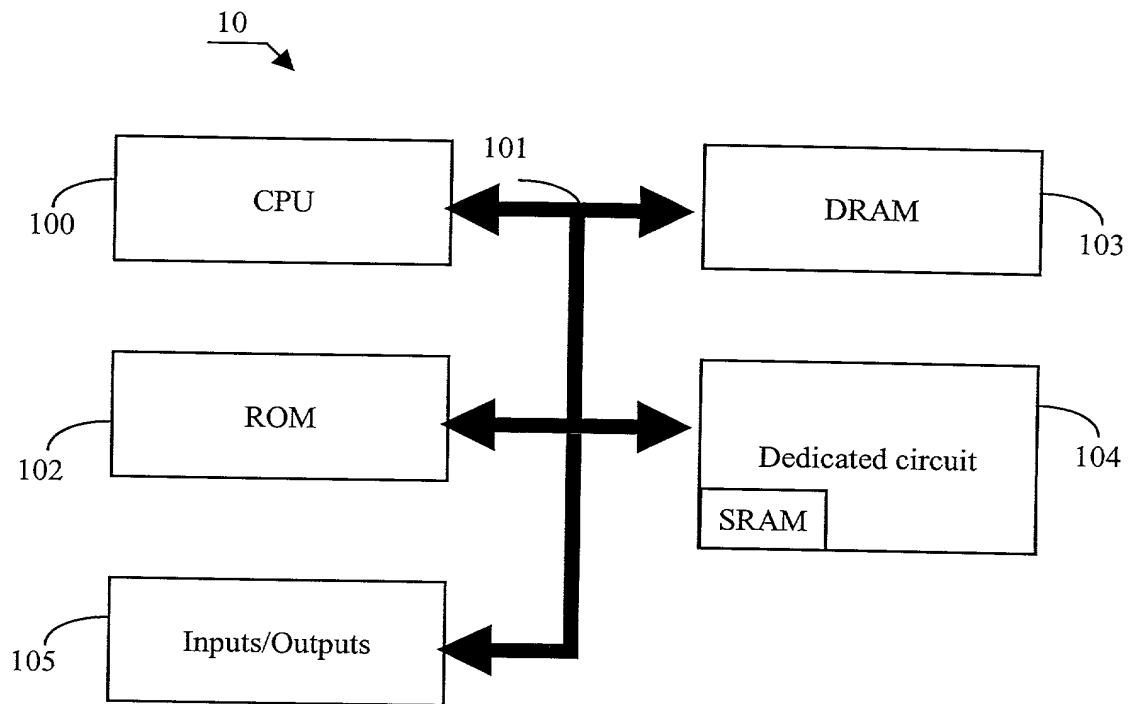 10
101
CPU
DRAM
100
103
ROM
Dedicated circuit
102
104
SRAM
Inputs/Outputs
105